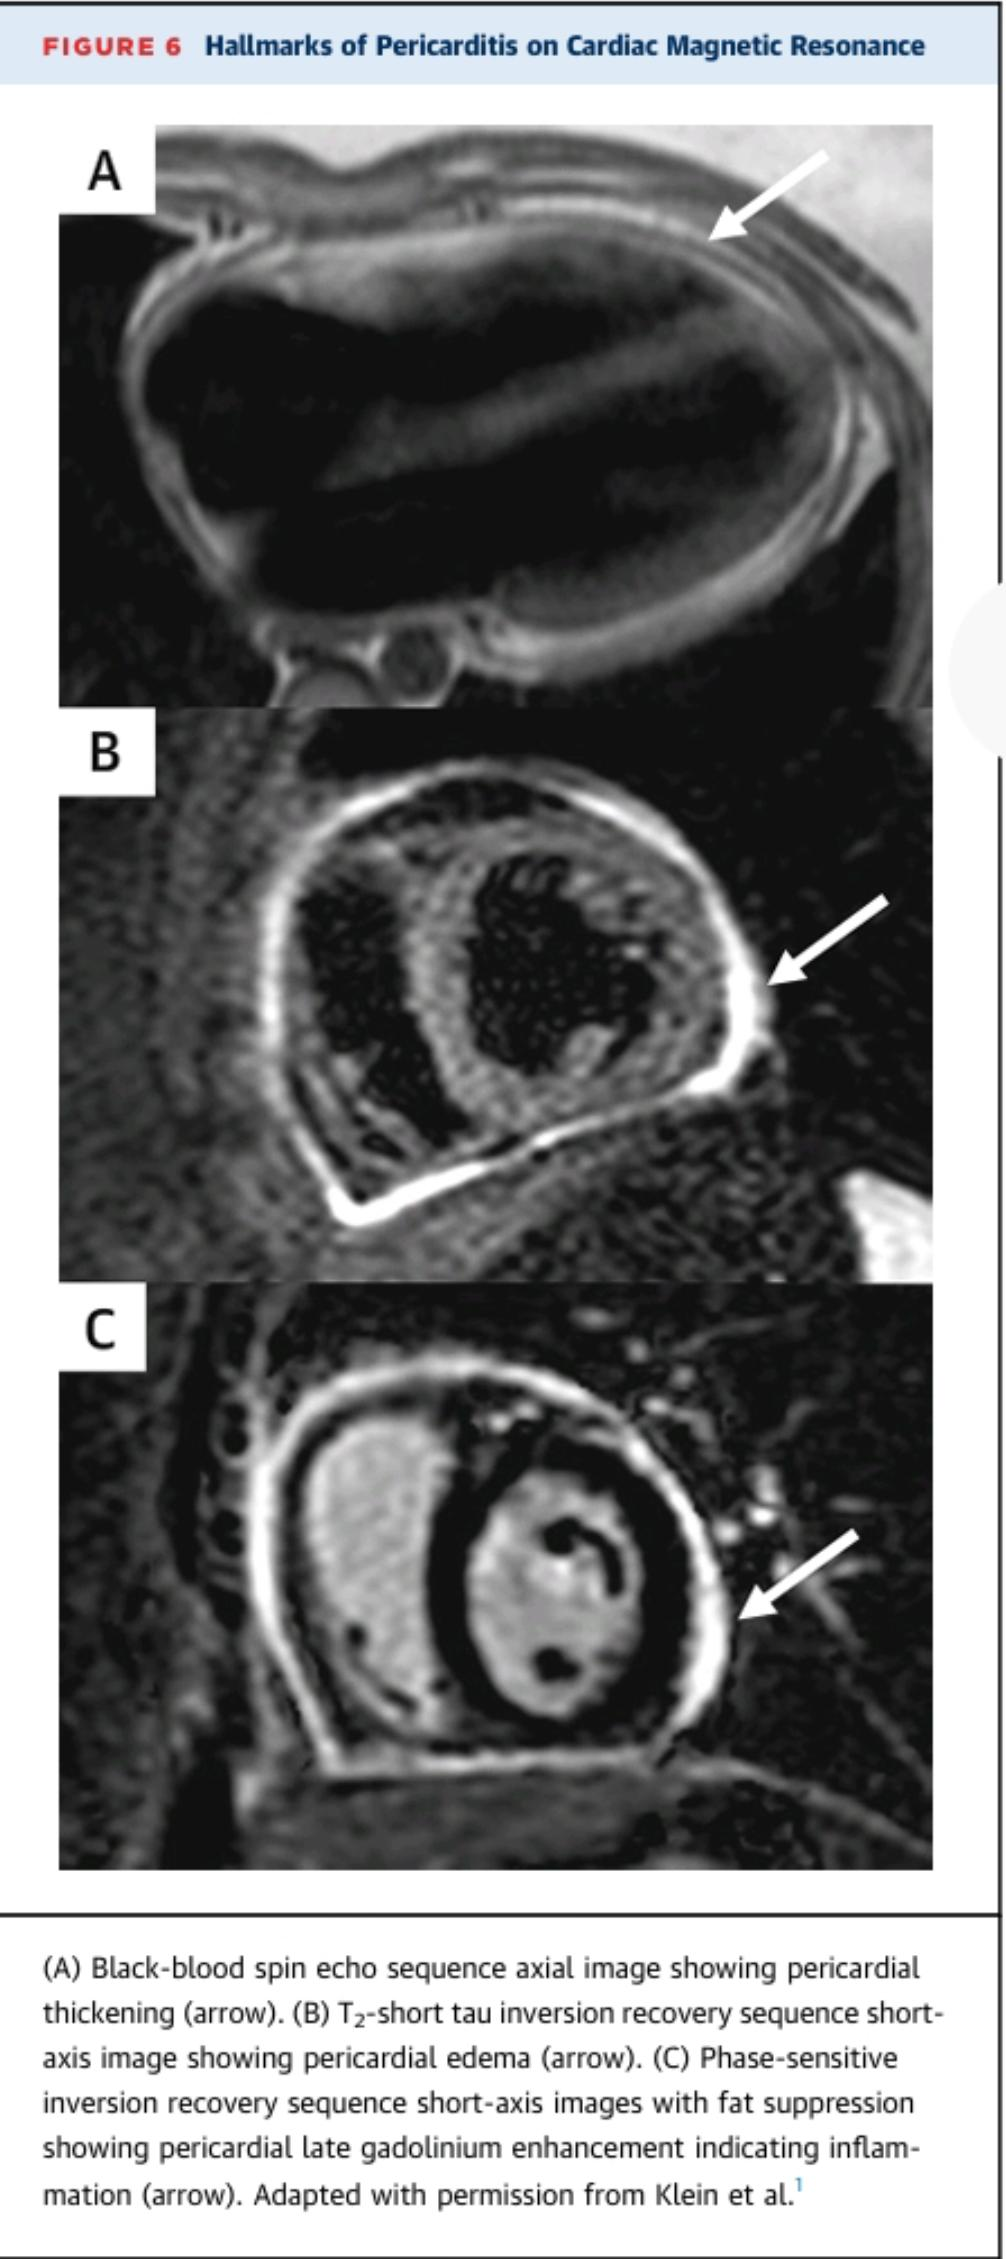 FIGURE 6 Hallmarks of Pericarditis on Cardiac Magnetic Resonance
A
B
C
(A) Black-blood spin echo sequence axial image showing pericardial
thickening (arrow). (B) T₂-short tau inversion recovery sequence short-
axis image showing pericardial edema (arrow). (C) Phase-sensitive
inversion recovery sequence short-axis images with fat suppression
showing pericardial late gadolinium enhancement indicating inflam-
mation (arrow). Adapted with permission from Klein et al.¹